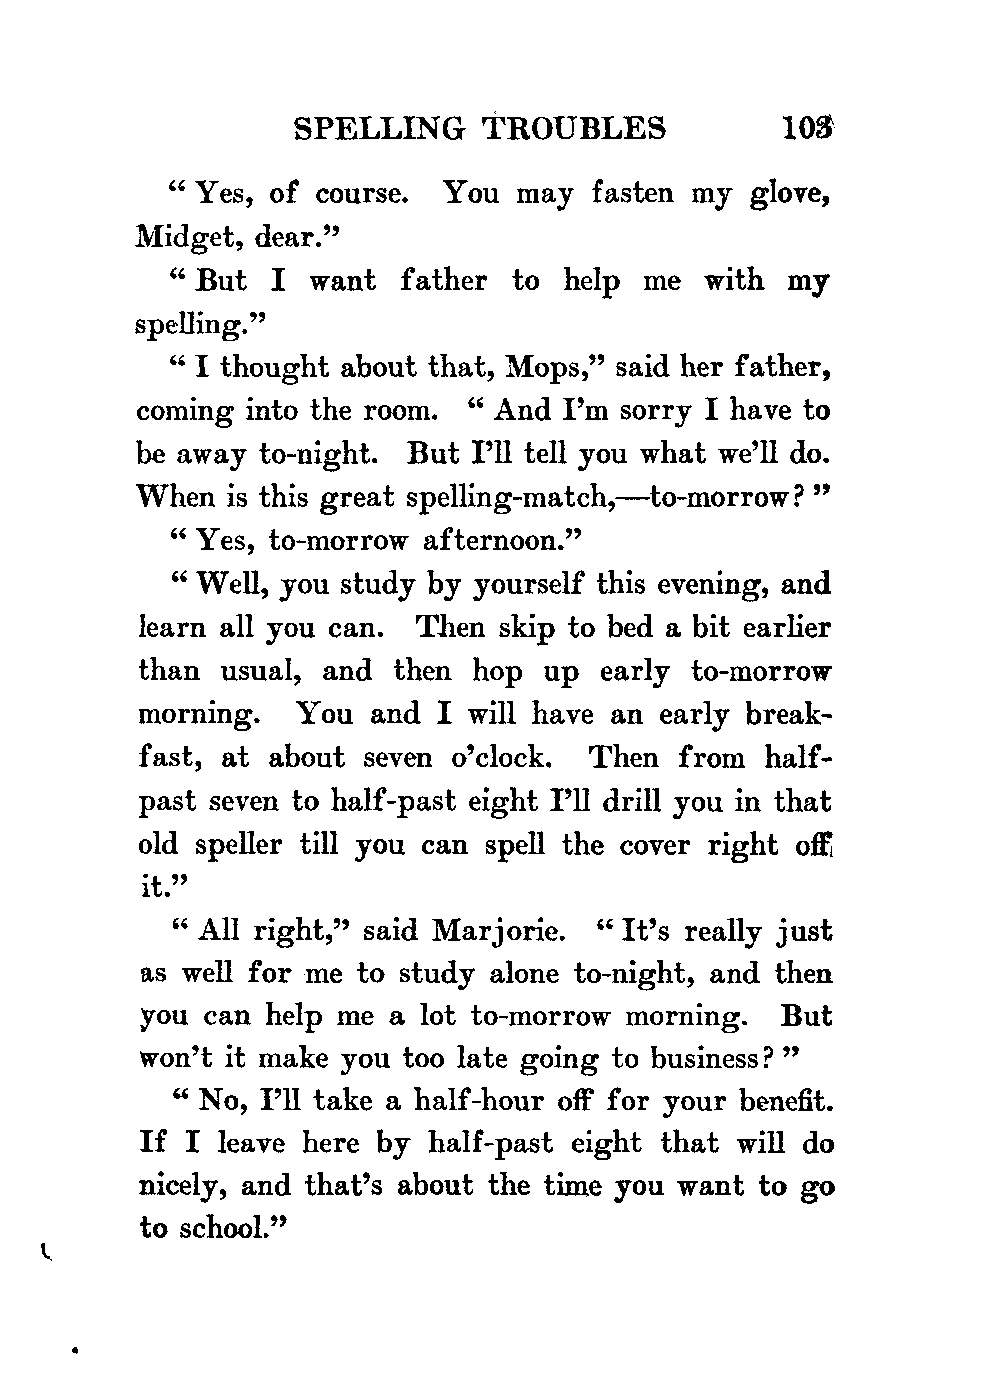 SPELLING TROUBLES 103
“ Yes, of course. You may fasten my glove,
Midget, dear.”
“ But I want father to help me with my
spelling.”
“ I thought about that, Mops,” said her father,
coming into the room. “ And I’m sorry I have to
be away to-night. But I’ll tell you what we’ll do.
When is this great spelling-match,—to-morrow? ”
“ Yes, to-morrow afternoon.”
“ Well, you study by yourself this evening, and
learn all you can. Then skip to bed a bit earlier
than usual, and then hop up early to-morrow
morning. You and I will have an early break-
fast, at about seven o’clock. Then from half-
past seven to half-past eight I’ll drill you in that
old speller till you can spell the cover right off
it.”
“ All right,” said Marjorie. “ It’s really just
as well for me to study alone to-night, and then
you can help me a lot to-morrow morning. But
won’t it make you too late going to business? ”
“ No, I’ll take a half-hour off for your benefit.
If I leave here by half-past eight that will do
nicely, and that’s about the time you want to go
to school.”